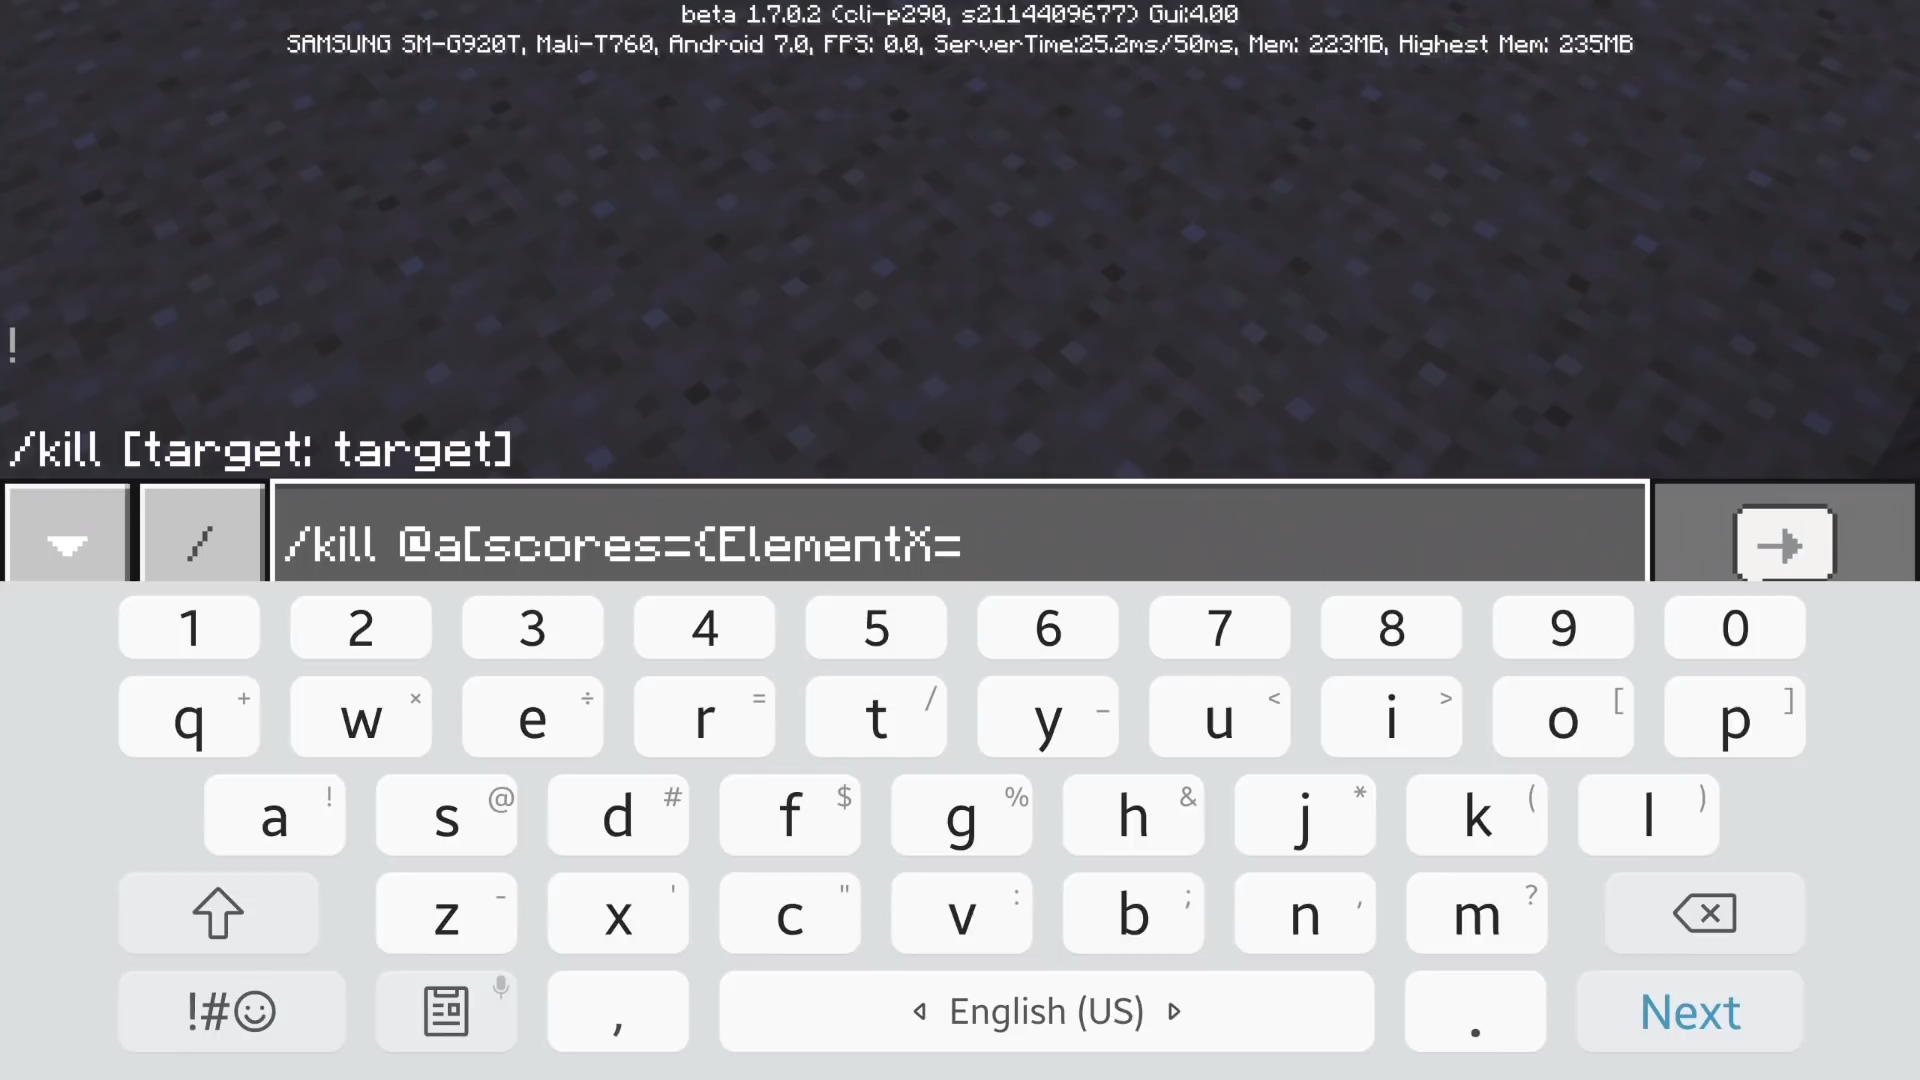 beta 1.7.0.2 (cli-p290, s2114409677) Gui:4.00
SAMSUNG SM-G920T, Mali-T760, Android 7.0, FPS: 0.0, ServerTime:25.2ms/50ms, Mem: 223MB, Highest Mem: 235MB
!
/kill [target: target]
/ /kill @a[scores={ElementX=
1 2 3 4 5 6 7 8 9 0
q + w × e ÷ r = t / y _ u < i > o [ p ]
a ! s @ d # f $ g % h & j * k ( l )
z - x ' c " v : b ; n , m ?
!#☺ , English (US) . Next